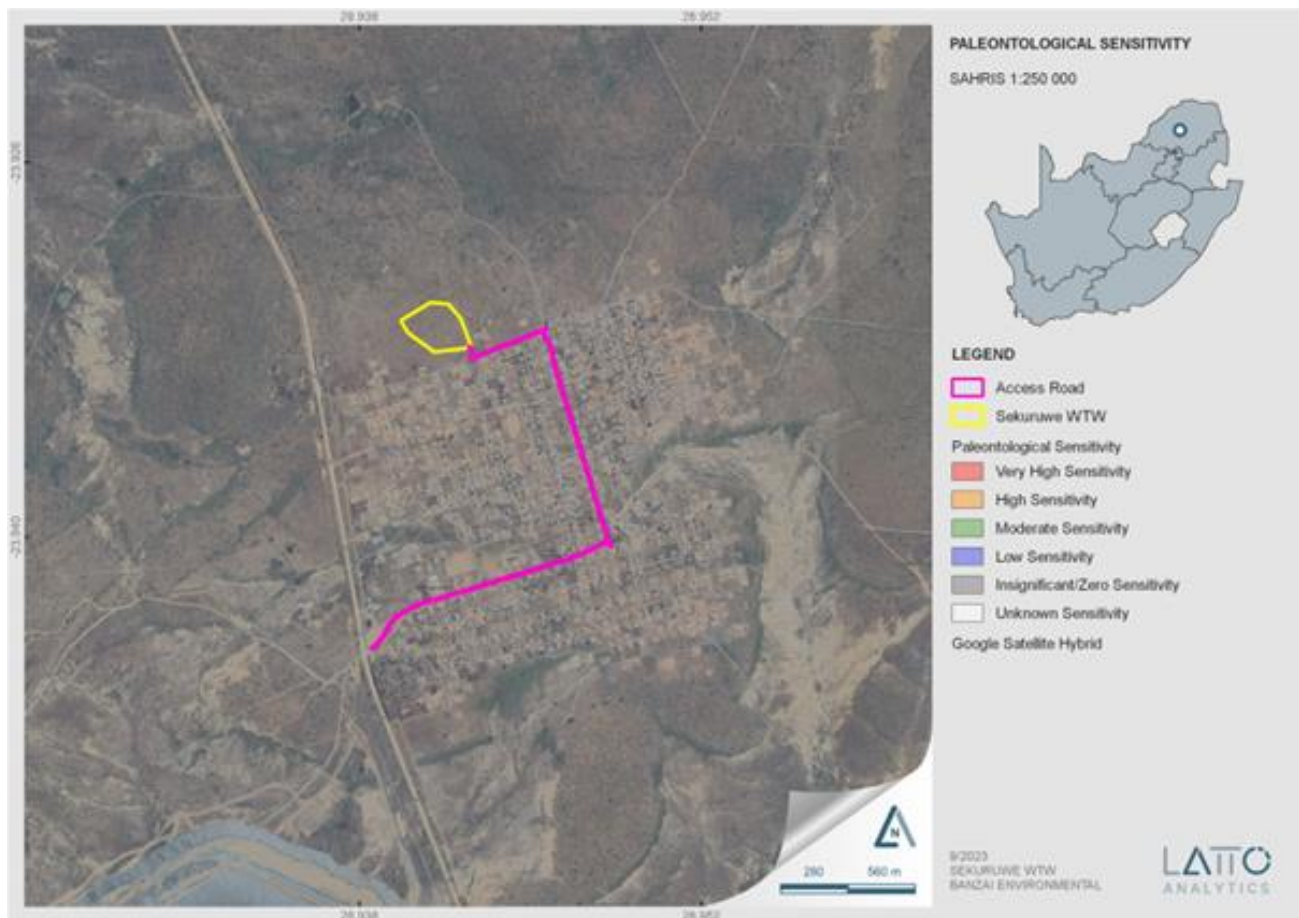 28.938 28.952
PALEONTOLOGICAL SENSITIVITY
SAHRIS 1:250 000
-23.926
LEGEND
Access Road
Sekuruwe WTW
Paleontological Sensitivity
Very High Sensitivity
High Sensitivity
Moderate Sensitivity
Low Sensitivity
Insignificant/Zero Sensitivity
Unknown Sensitivity
Google Satellite Hybrid
-23.940
N
280 560 m
9/2023
SEKURUWE WTW
BANZAI ENVIRONMENTAL
LATTO
ANALYTICS
28.938 28.952